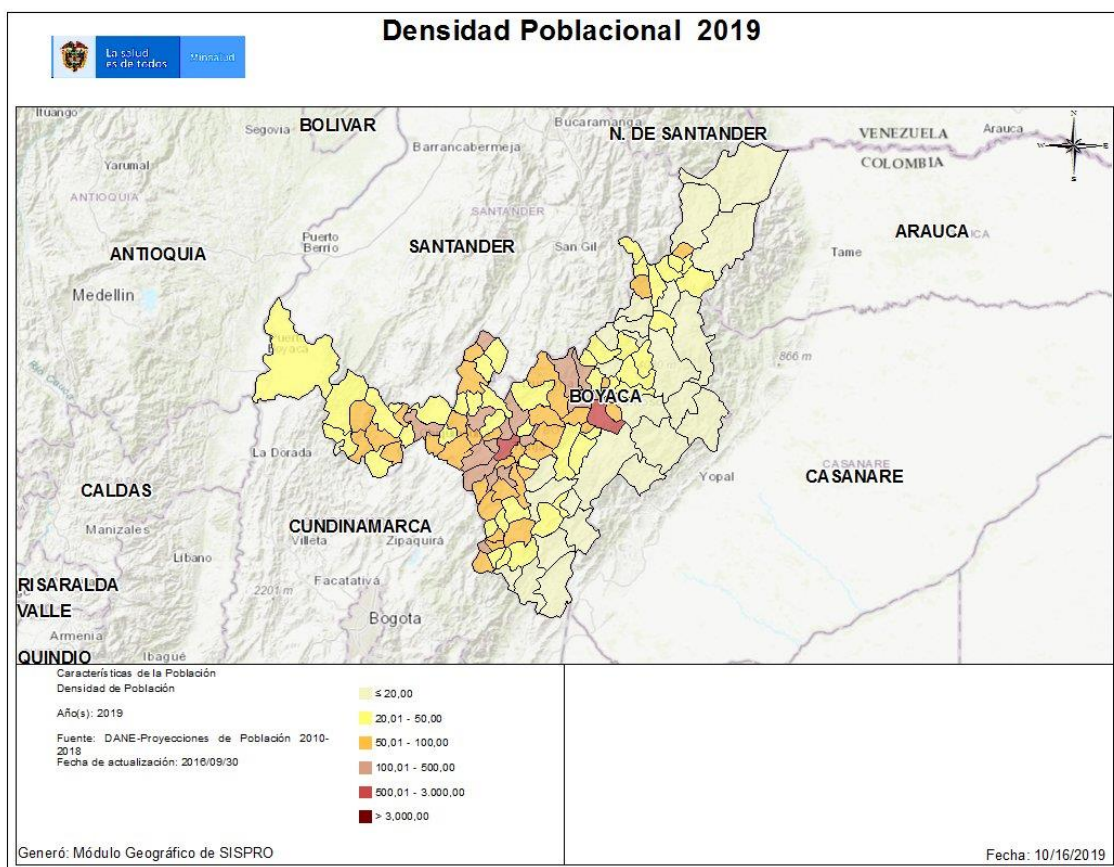 Densidad Poblacional 2019
La salud
es de todos
Minsalud
Ituango
Segovia
BOLIVAR
Bucaramanga
N. DE SANTANDER
VENEZUELA
Arauca
COLOMBIA
Yarumal
Barrancabermeja
ANTIOQUIA
SANTANDER
ANTIOQUIA
Puerto
Berrio
SANTANDER
San Gil
ARAUCA
Tame
Medellin
Puerto
Boyaca
866 m
BOYACA
Rio Cauca
La Dorada
Yopal
CASANARE
CASANARE
CALDAS
Manizales
CUNDINAMARCA
Villeta
Zipaquirá
Líbano
RISARALDA
2201 m
Facatativá
VALLE
Bogota
Armenia
QUINDIO
Ibagué
Características de la Población
Densidad de Población
Año(s): 2019
Fuente: DANE-Proyecciones de Población 2010-
2018
Fecha de actualización: 2016/09/30
≤ 20,00
20,01 - 50,00
50,01 - 100,00
100,01 - 500,00
500,01 - 3.000,00
> 3,000,00
Generó: Módulo Geográfico de SISPRO
Fecha: 10/16/2019